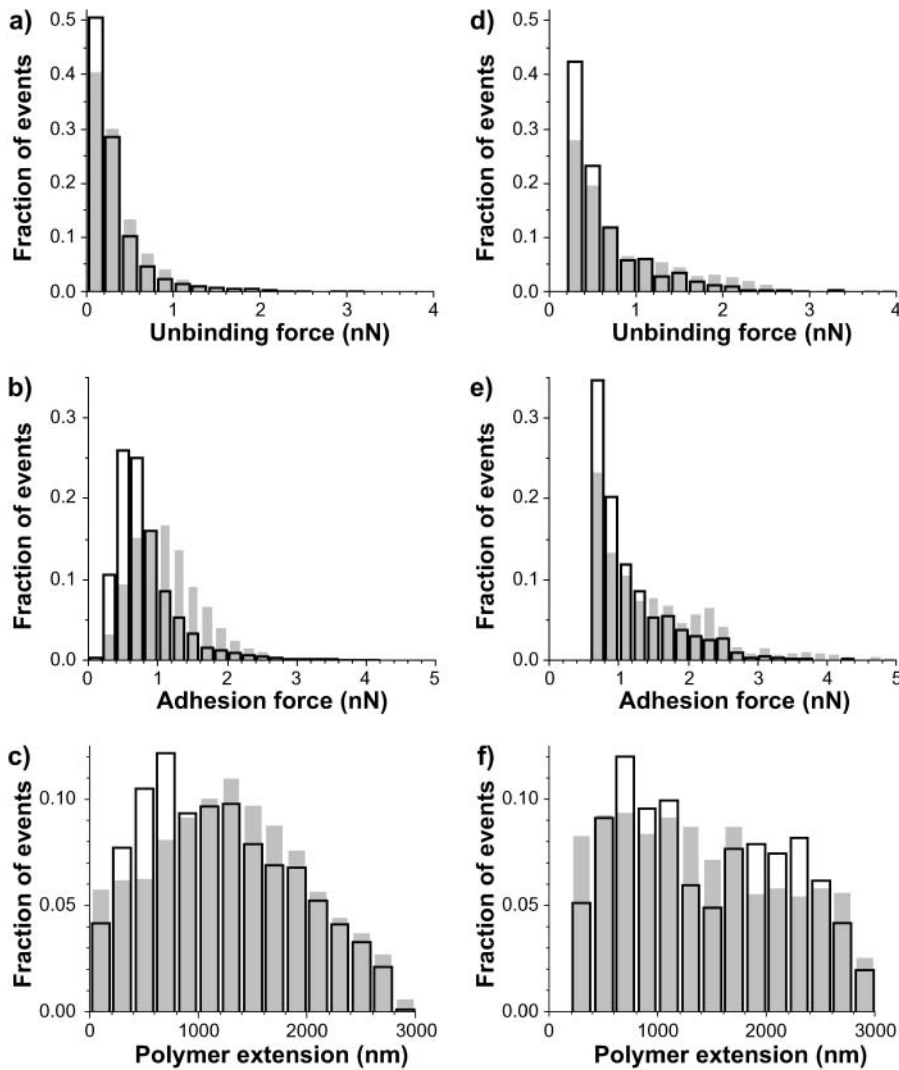 a)
Fraction of events
0.5
0.4
0.3
0.2
0.1
0.0
0 1 2 3 4
Unbinding force (nN)
d)
Fraction of events
0.5
0.4
0.3
0.2
0.1
0.0
0 1 2 3 4
Unbinding force (nN)
b)
Fraction of events
0.3
0.2
0.1
0.0
0 1 2 3 4 5
Adhesion force (nN)
e)
Fraction of events
0.3
0.2
0.1
0.0
0 1 2 3 4 5
Adhesion force (nN)
c)
Fraction of events
0.10
0.05
0.00
0 1000 2000 3000
Polymer extension (nm)
f)
Fraction of events
0.10
0.05
0.00
0 1000 2000 3000
Polymer extension (nm)